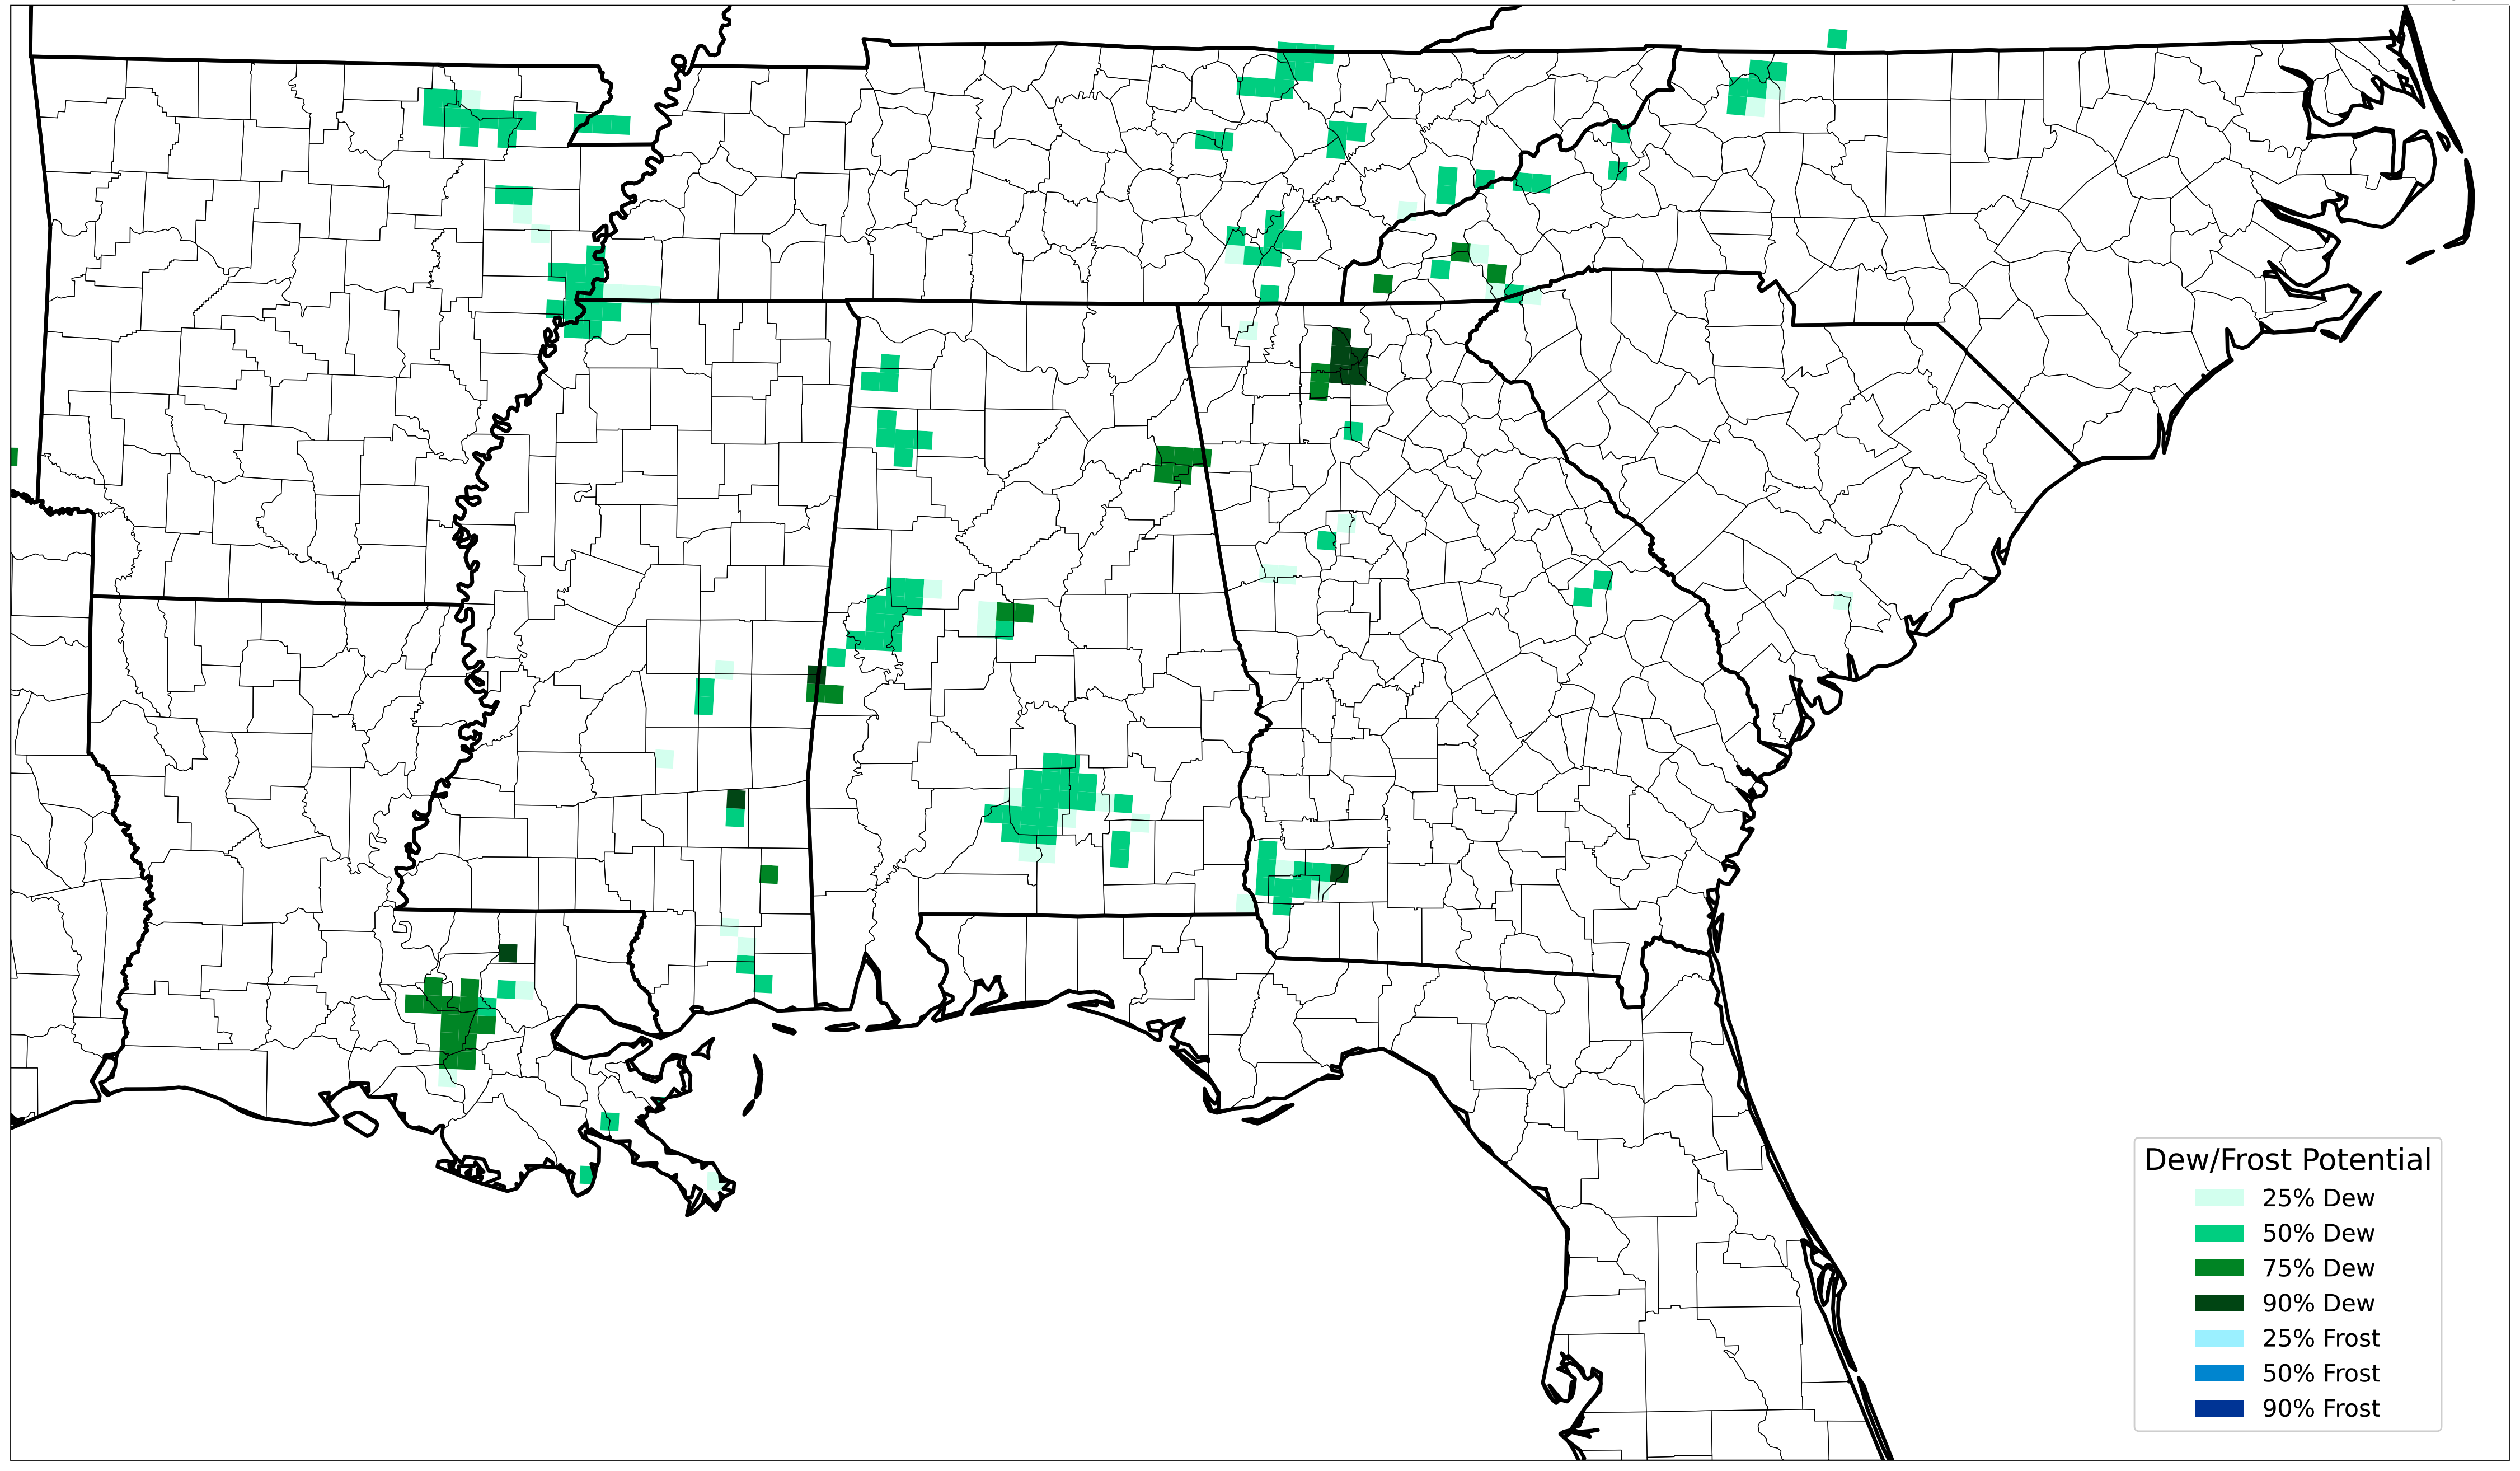 Dew/Frost Potential
25% Dew
50% Dew
75% Dew
90% Dew
25% Frost
50% Frost
90% Frost